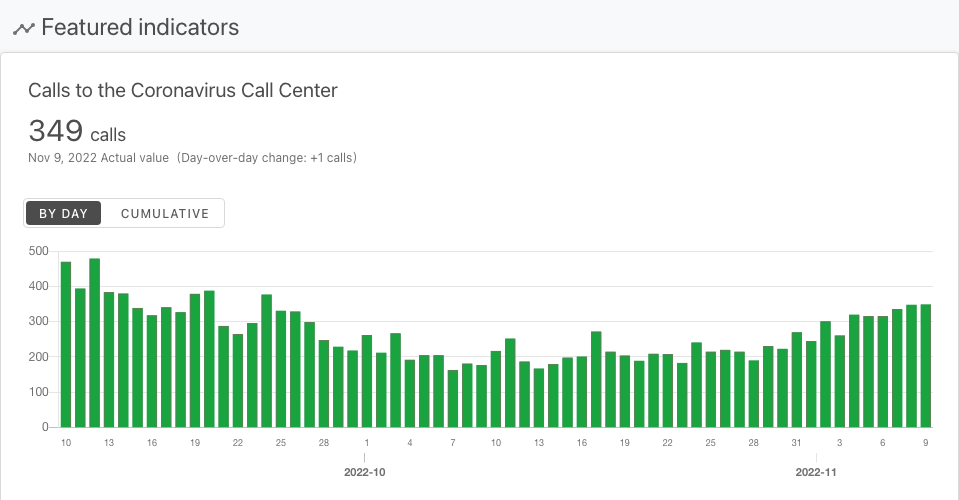 Featured indicators
Calls to the Coronavirus Call Center
349 calls
Nov 9, 2022 Actual value (Day-over-day change: +1 calls)
BY DAY CUMULATIVE
500
400
300
200
100
0
10 13 16 19 22 25 28 1 4 7 10 13 16 19 22 25 28 31 3 6 9
2022-10 2022-11